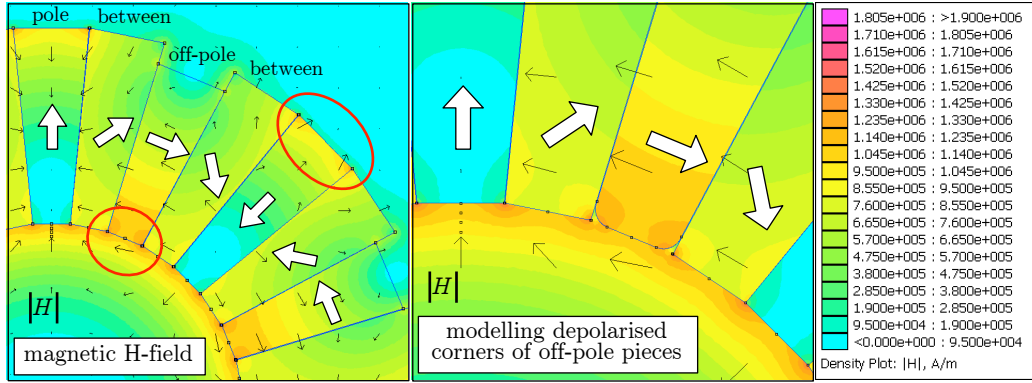 pole
between
off-pole
between
|H|
magnetic H-field
|H|
modelling depolarised
corners of off-pole pieces
1.805e+006 : >1.900e+006
1.710e+006 : 1.805e+006
1.615e+006 : 1.710e+006
1.520e+006 : 1.615e+006
1.425e+006 : 1.520e+006
1.330e+006 : 1.425e+006
1.235e+006 : 1.330e+006
1.140e+006 : 1.235e+006
1.045e+006 : 1.140e+006
9.500e+005 : 1.045e+006
8.550e+005 : 9.500e+005
7.600e+005 : 8.550e+005
6.650e+005 : 7.600e+005
5.700e+005 : 6.650e+005
4.750e+005 : 5.700e+005
3.800e+005 : 4.750e+005
2.850e+005 : 3.800e+005
1.900e+005 : 2.850e+005
9.500e+004 : 1.900e+005
<0.000e+000 : 9.500e+004
Density Plot: |H|, A/m